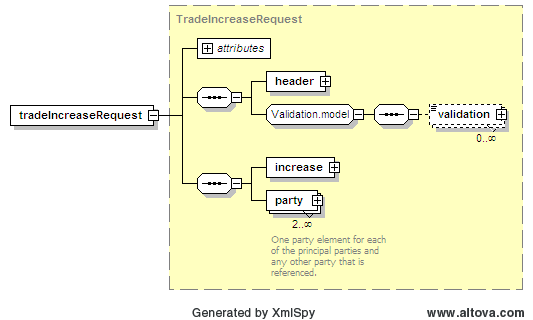 TradeIncreaseRequest
attributes
header
tradeIncreaseRequest
Validation.model
validation
0..∞
increase
party
2..∞
One party element for each
of the principal parties and
any other party that is
referenced.
Generated by XmlSpy
www.altova.com